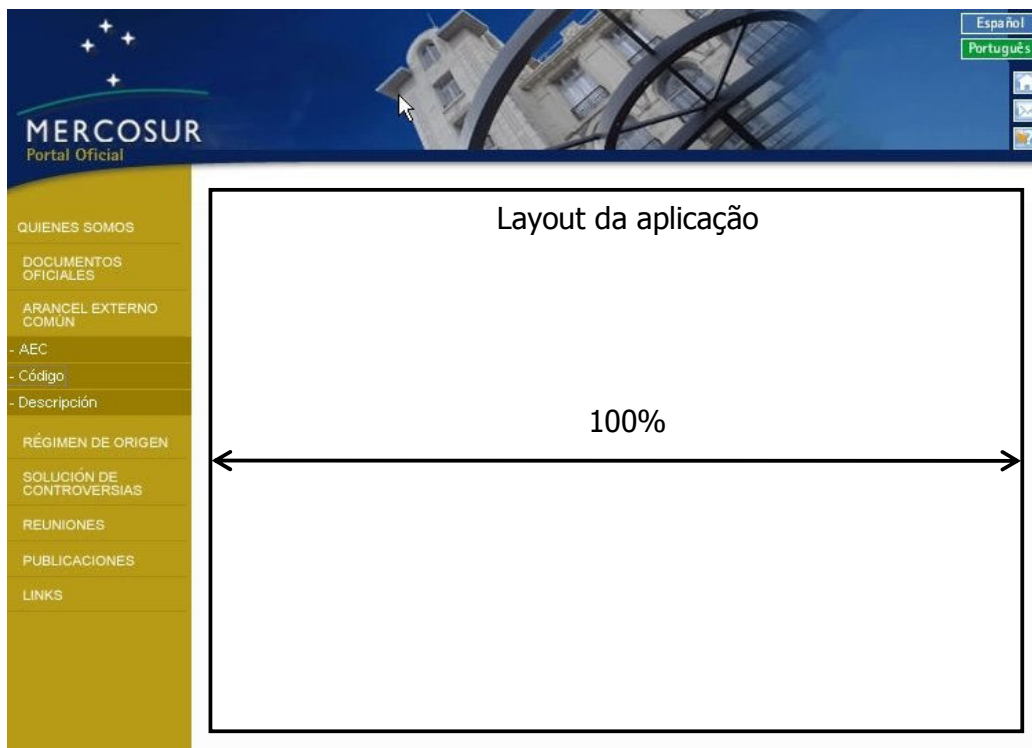 Español
Português
MERCOSUR
Portal Oficial
QUIENES SOMOS
DOCUMENTOS
OFICIALES
ARANCEL EXTERNO
COMÚN
- AEC
- Código
- Descripción
RÉGIMEN DE ORIGEN
SOLUCIÓN DE
CONTROVERSIAS
REUNIONES
PUBLICACIONES
LINKS
Layout da aplicação
100%